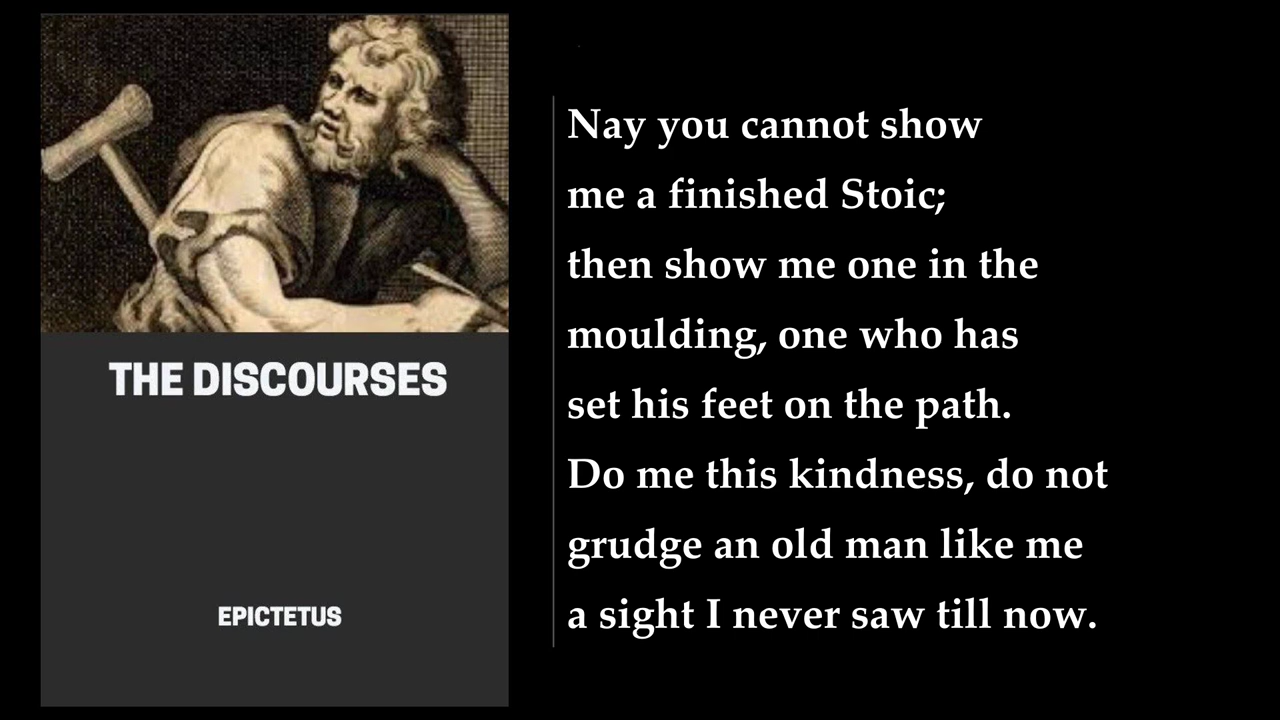 THE DISCOURSES
EPICTETUS
Nay you cannot show
me a finished Stoic;
then show me one in the
moulding, one who has
set his feet on the path.
Do me this kindness, do not
grudge an old man like me
a sight I never saw till now.